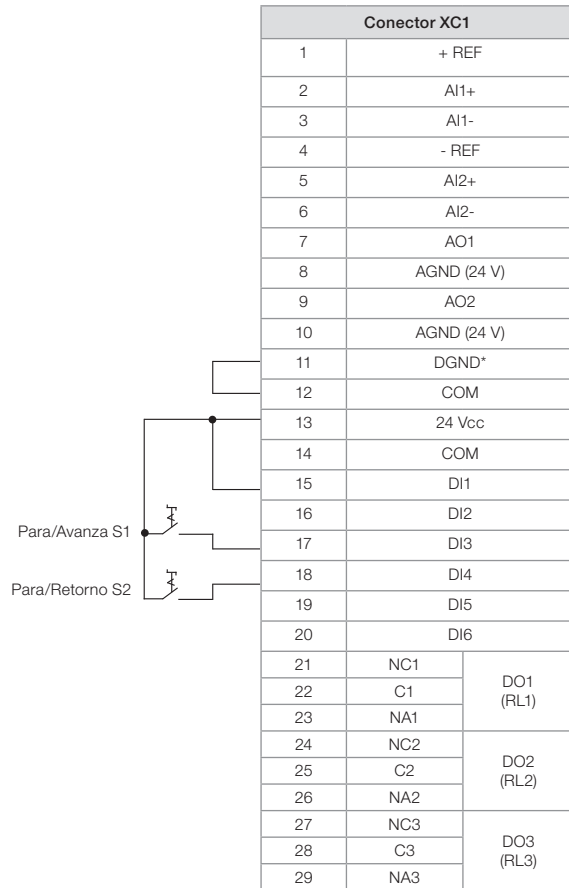 Conector XC1
1 + REF
2 AI1+
3 AI1-
4 - REF
5 AI2+
6 AI2-
7 AO1
8 AGND (24 V)
9 AO2
10 AGND (24 V)
11 DGND*
12 COM
13 24 Vcc
14 COM
15 DI1
16 DI2
Para/Avanza S1
17 DI3
18 DI4
Para/Retorno S2
19 DI5
20 DI6
21 NC1
22 C1
23 NA1
DO1
(RL1)
24 NC2
25 C2
26 NA2
DO2
(RL2)
27 NC3
28 C3
29 NA3
DO3
(RL3)